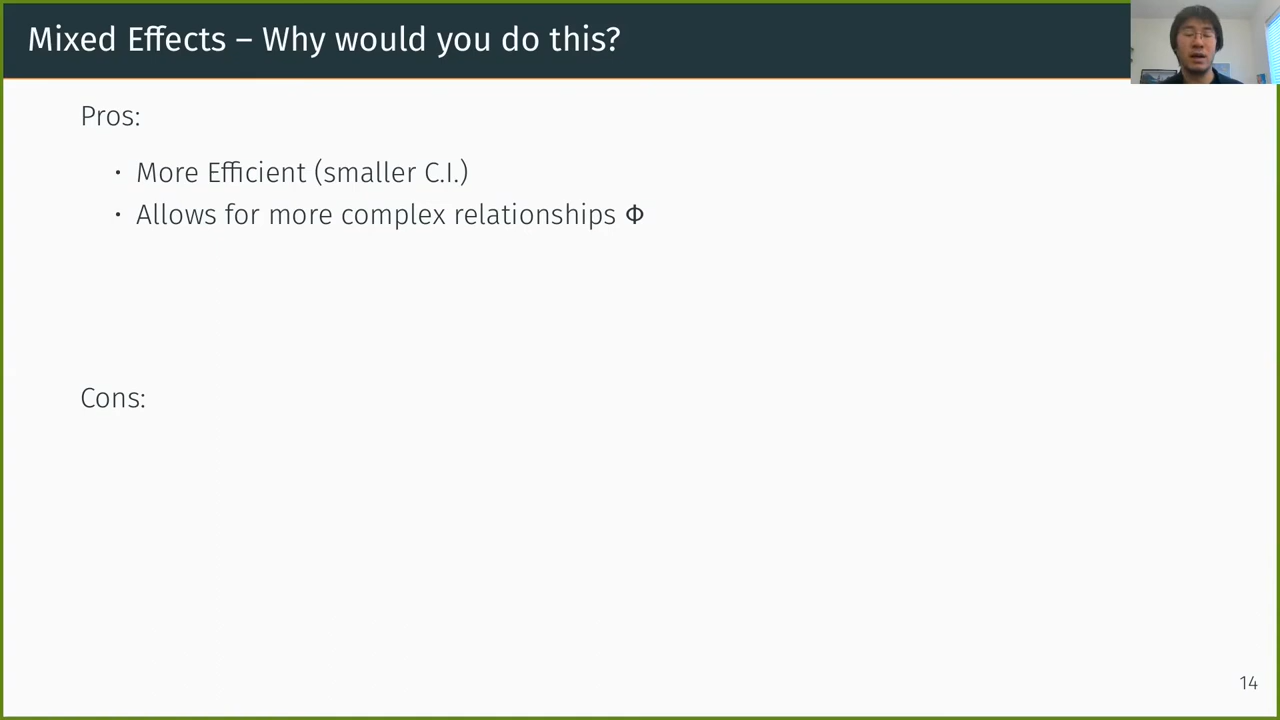 Mixed Effects – Why would you do this?
Pros:
· More Efficient (smaller C.I.)
· Allows for more complex relationships Φ
Cons:
14